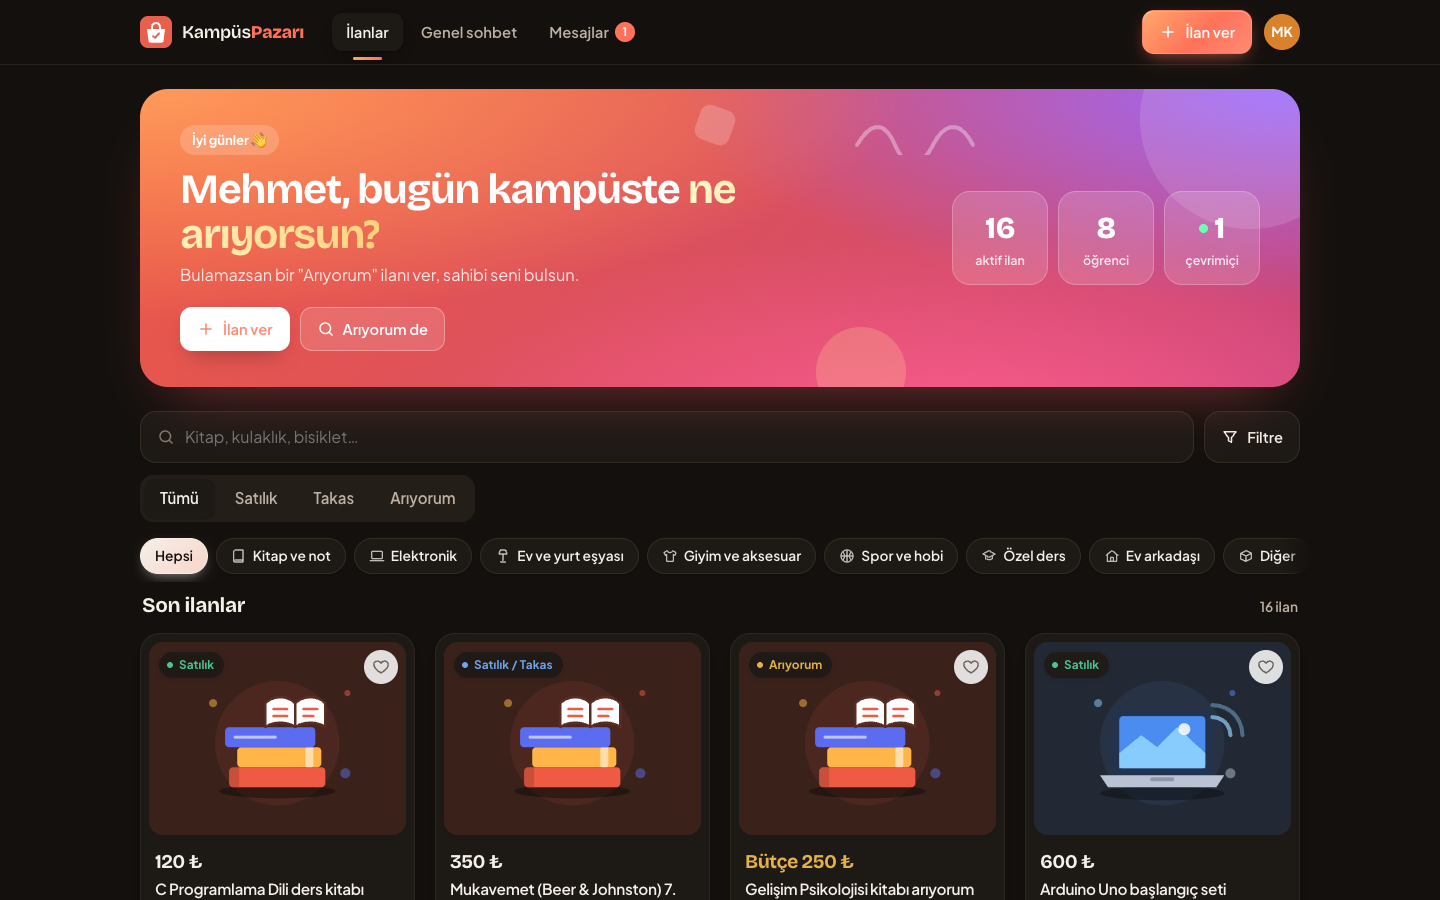 KampüsPazarı
İlanlar
Genel sohbet
Mesajlar 1
İlan ver
MK
İyi günler 👋
Mehmet, bugün kampüste ne
arıyorsun?
Bulamazsan bir "Arıyorum" ilanı ver, sahibi seni bulsun.
İlan ver
Arıyorum de
16
aktif ilan
8
öğrenci
1
çevrimiçi
Kitap, kulaklık, bisiklet...
Filtre
Tümü
Satılık
Takas
Arıyorum
Hepsi
Kitap ve not
Elektronik
Ev ve yurt eşyası
Giyim ve aksesuar
Spor ve hobi
Özel ders
Ev arkadaşı
Diğer
Son ilanlar
16 ilan
Satılık
120 ₺
C Programlama Dili ders kitabı
Satılık / Takas
350 ₺
Mukavemet (Beer & Johnston) 7.
Arıyorum
Bütçe 250 ₺
Gelişim Psikolojisi kitabı arıyorum
Satılık
600 ₺
Arduino Uno başlangıç seti